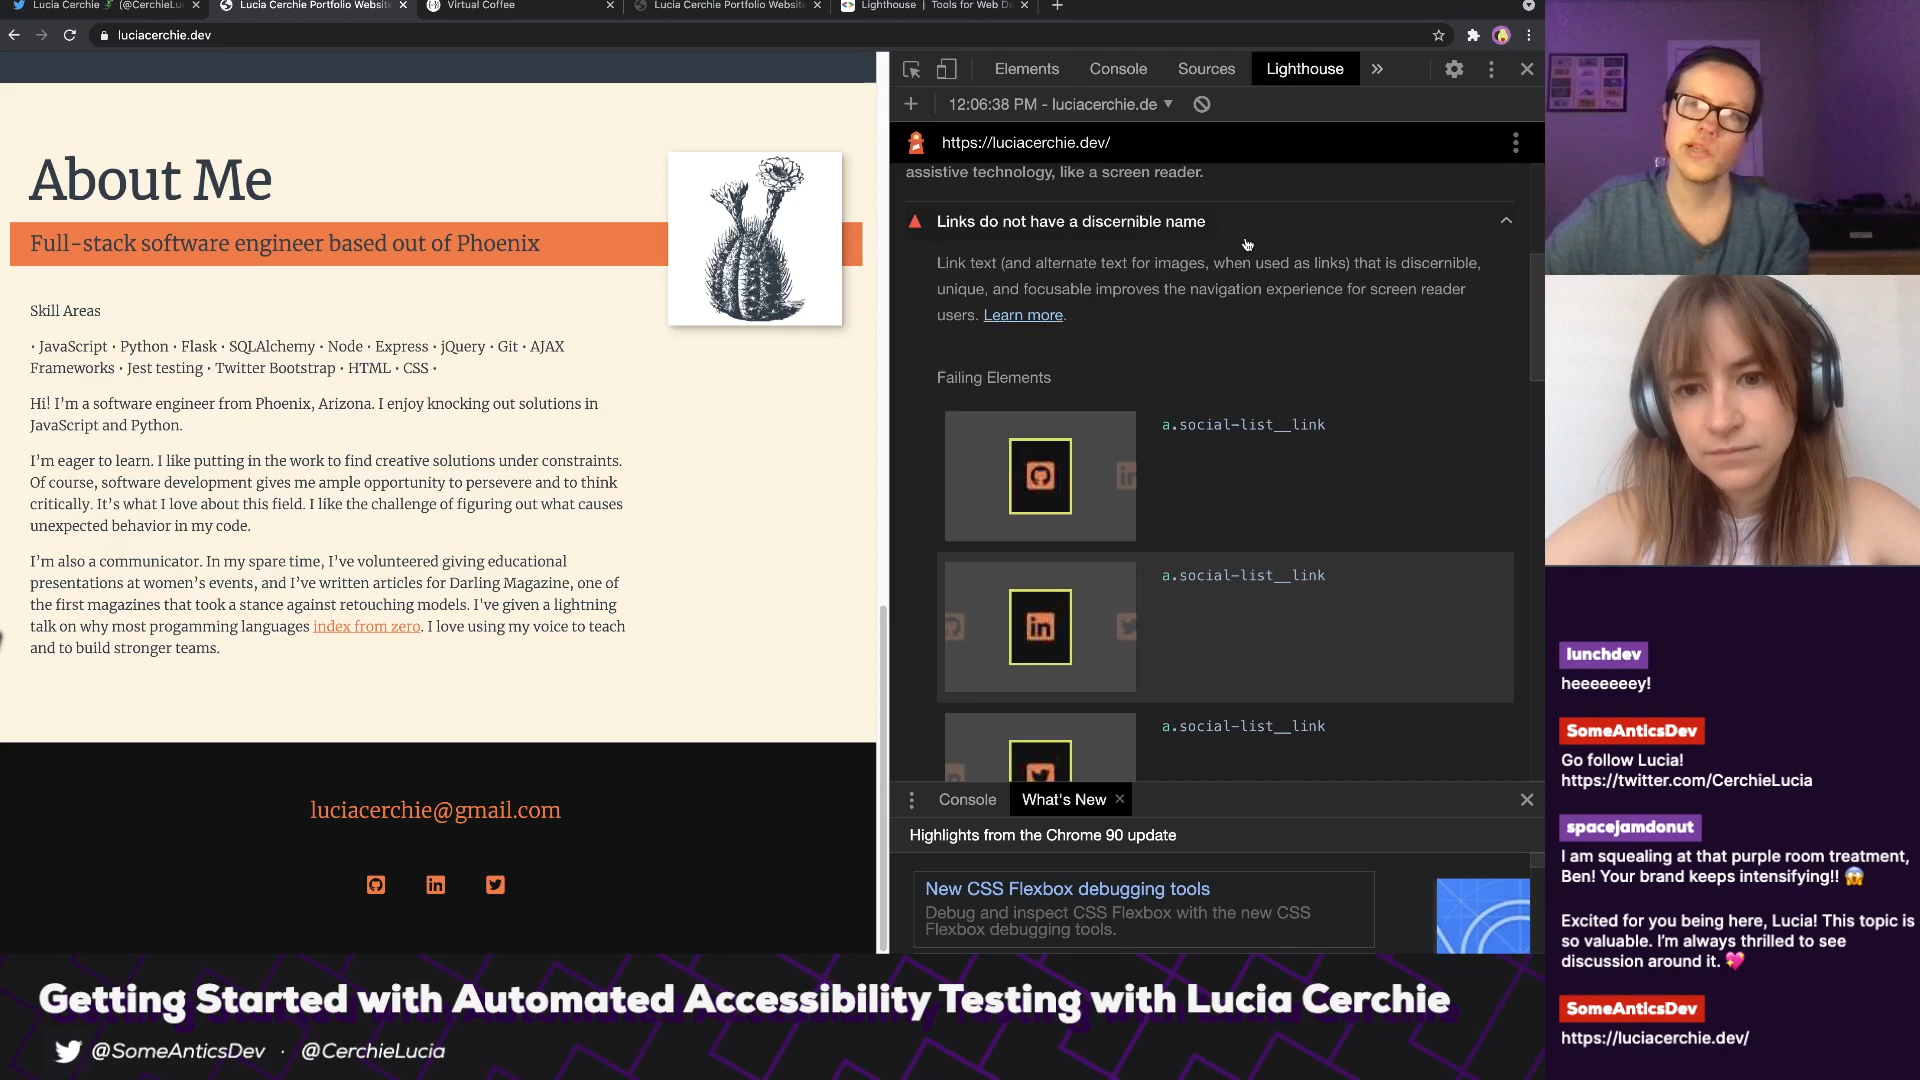 Lucia Cerchie (@CerchieLu
Lucia Cerchie Portfolio Website
Virtual Coffee
Lucia Cerchie Portfolio Website
Lighthouse | Tools for Web De
luciacerchie.dev
Elements
Console
Sources
Lighthouse
12:06:38 PM - luciacerchie.de
https://luciacerchie.dev/
assistive technology, like a screen reader.
Links do not have a discernible name
Link text (and alternate text for images, when used as links) that is discernible,
unique, and focusable improves the navigation experience for screen reader
users. Learn more.
Failing Elements
a.social-list__link
a.social-list__link
a.social-list__link
Console
What's New
Highlights from the Chrome 90 update
New CSS Flexbox debugging tools
Debug and inspect CSS Flexbox with the new CSS
Flexbox debugging tools.
About Me
Full-stack software engineer based out of Phoenix
Skill Areas
· JavaScript · Python · Flask · SQLAlchemy · Node · Express · jQuery · Git · AJAX
Frameworks · Jest testing · Twitter Bootstrap · HTML · CSS ·
Hi! I'm a software engineer from Phoenix, Arizona. I enjoy knocking out solutions in
JavaScript and Python.
I'm eager to learn. I like putting in the work to find creative solutions under constraints.
Of course, software development gives me ample opportunity to persevere and to think
critically. It's what I love about this field. I like the challenge of figuring out what causes
unexpected behavior in my code.
I'm also a communicator. In my spare time, I've volunteered giving educational
presentations at women's events, and I've written articles for Darling Magazine, one of
the first magazines that took a stance against retouching models. I've given a lightning
talk on why most progamming languages index from zero. I love using my voice to teach
and to build stronger teams.
luciacerchie@gmail.com
lunchdev
heeeeeeey!
SomeAnticsDev
Go follow Lucia!
https://twitter.com/CerchieLucia
spacejamdonut
I am squealing at that purple room treatment,
Ben! Your brand keeps intensifying!! 😱
Excited for you being here, Lucia! This topic is
so valuable. I'm always thrilled to see
discussion around it. 💖
SomeAnticsDev
https://luciacerchie.dev/
Getting Started with Automated Accessibility Testing with Lucia Cerchie
@SomeAnticsDev · @CerchieLucia